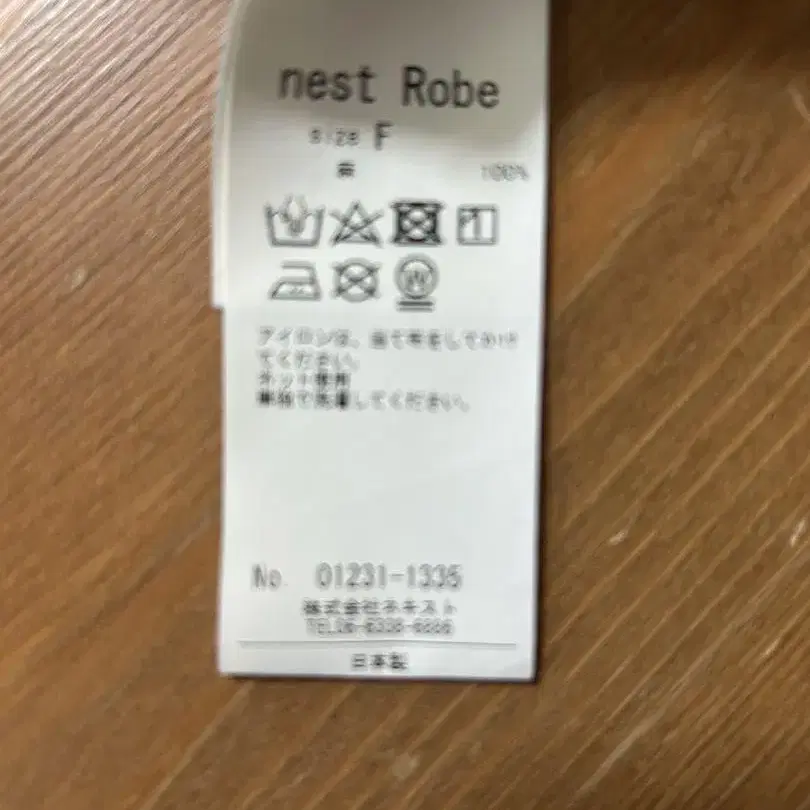 nest Robe
size F
麻 100%
アイロンは、当て布をしてかけ
てください。
ネット使用
単独で洗濯してください。
No. 01231-1335
株式会社ネキスト
日本製